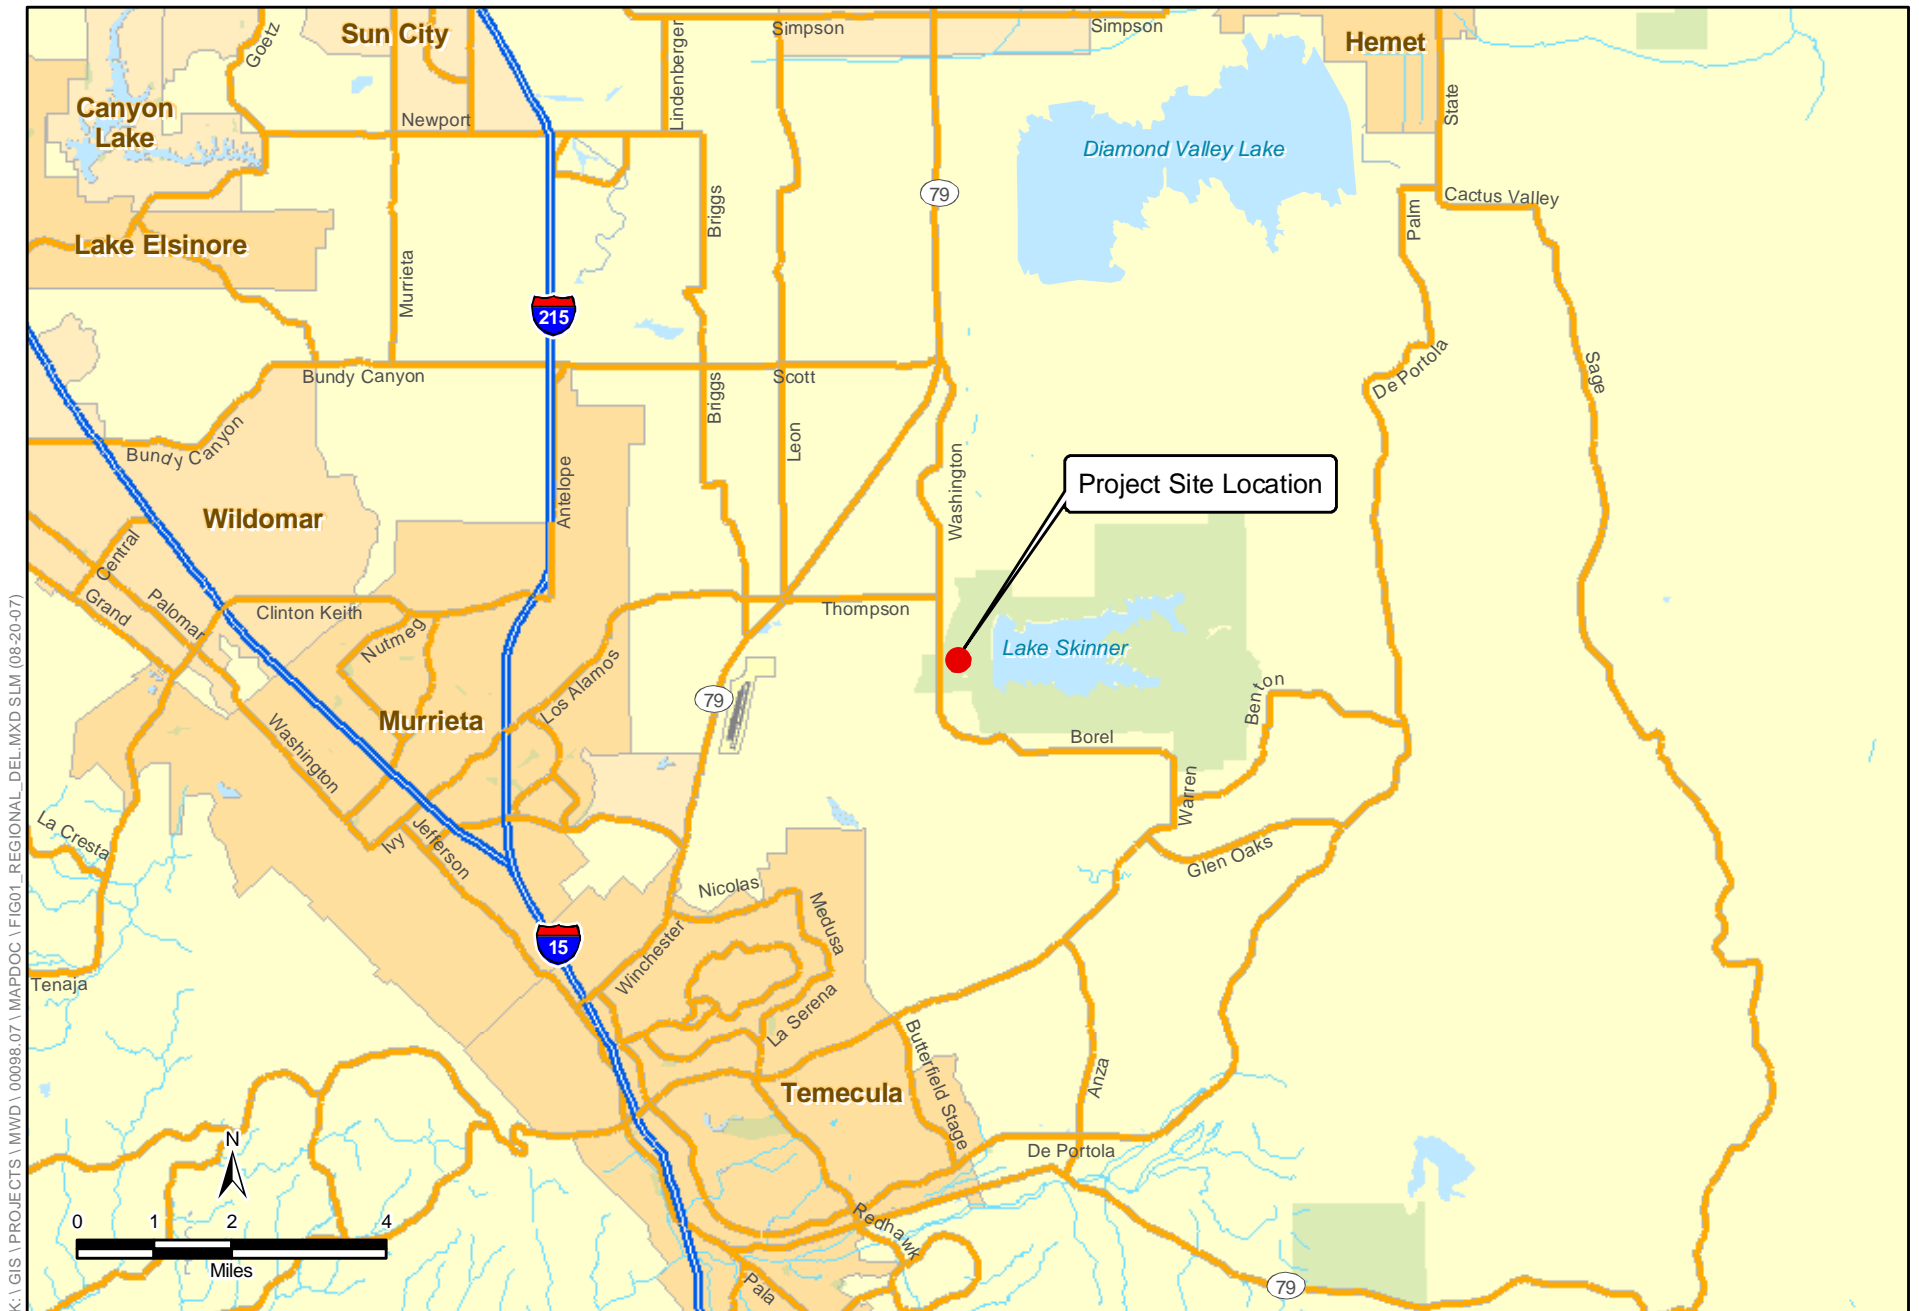 Sun City
Goetz
Simpson
Simpson
Hemet
Lindenberger
Canyon
Lake
Newport
State
Diamond Valley Lake
79
Cactus Valley
Palm
Briggs
Lake Elsinore
Murrieta
215
Bundy Canyon
Scott
Briggs
De Portola
Sage
Leon
Bundy Canyon
Antelope
Washington
Project Site Location
Wildomar
Central
Grand
Palomar
Clinton Keith
Nutmeg
Thompson
Lake Skinner
Los Alamos
79
Benton
Murrieta
Washington
Borel
Warren
La Cresta
Ivy
Jefferson
Glen Oaks
Nicolas
Medusa
15
Winchester
Tenaja
La Serena
Butterfield Stage
Temecula
Anza
De Portola
N
0 1 2 4
Miles
Redhawk
Pala
79
K: \ GIS \ PROJECTS \ MWD \ 00098.07 \ MAPDOC \ FIG01_REGIONAL_DEL.MXD SLM (08-20-07)